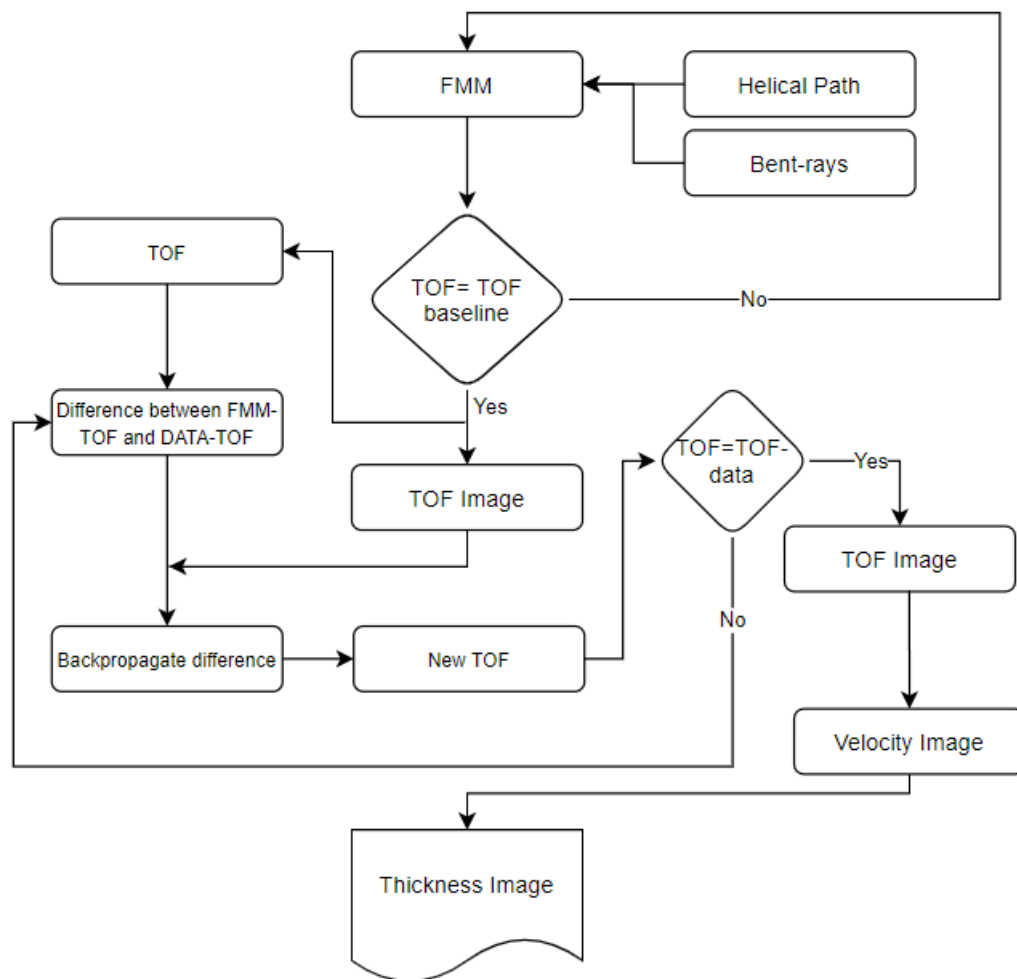 FMM
Helical Path
Bent-rays
TOF
TOF= TOF
baseline
No
Yes
Difference between FMM-
TOF and DATA-TOF
TOF=TOF-
data
Yes
TOF Image
TOF Image
No
Backpropagate difference
New TOF
Velocity Image
Thickness Image